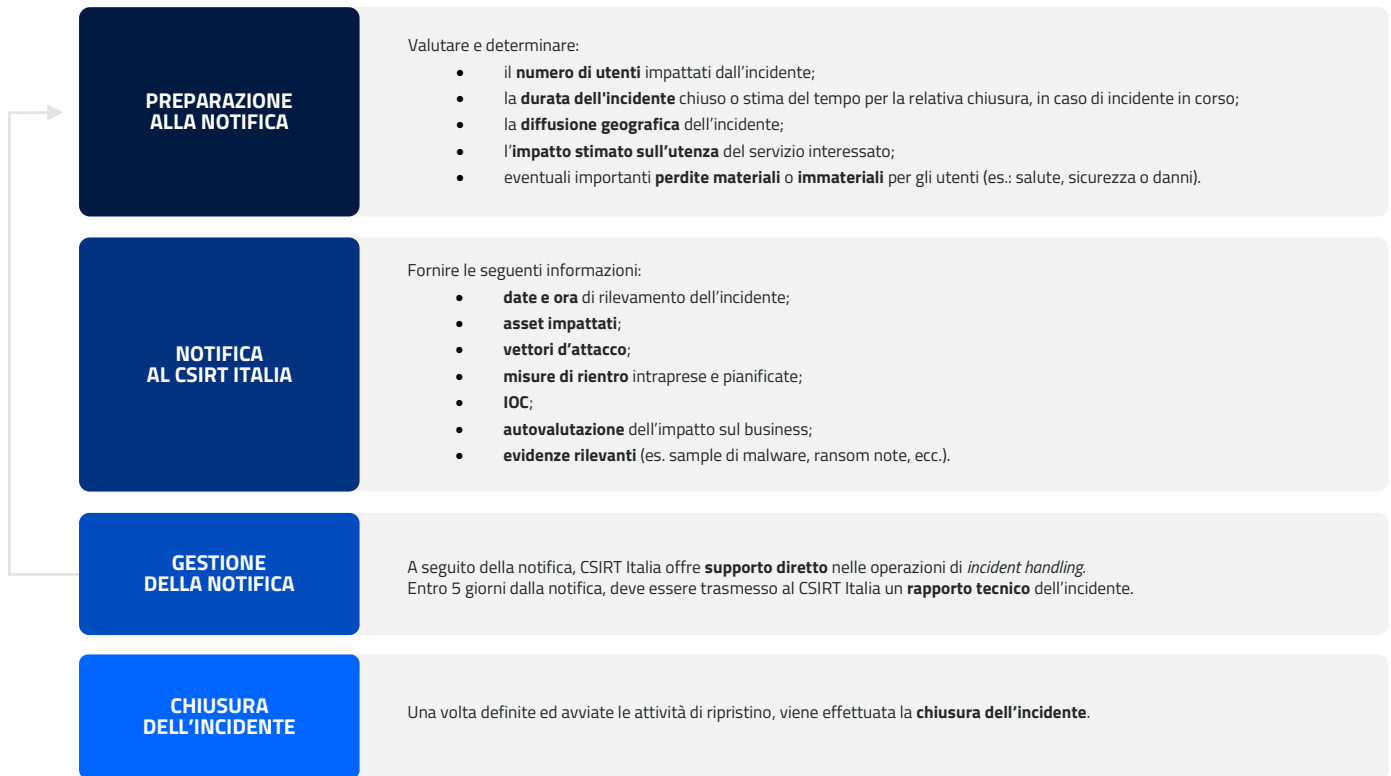 PREPARAZIONE
ALLA NOTIFICA
Valutare e determinare:
• il numero di utenti impattati dall’incidente;
• la durata dell'incidente chiuso o stima del tempo per la relativa chiusura, in caso di incidente in corso;
• la diffusione geografica dell’incidente;
• l’impatto stimato sull’utenza del servizio interessato;
• eventuali importanti perdite materiali o immateriali per gli utenti (es.: salute, sicurezza o danni).
NOTIFICA
AL CSIRT ITALIA
Fornire le seguenti informazioni:
• date e ora di rilevamento dell’incidente;
• asset impattati;
• vettori d’attacco;
• misure di rientro intraprese e pianificate;
• IOC;
• autovalutazione dell’impatto sul business;
• evidenze rilevanti (es. sample di malware, ransom note, ecc.).
GESTIONE
DELLA NOTIFICA
A seguito della notifica, CSIRT Italia offre supporto diretto nelle operazioni di incident handling.
Entro 5 giorni dalla notifica, deve essere trasmesso al CSIRT Italia un rapporto tecnico dell’incidente.
CHIUSURA
DELL’INCIDENTE
Una volta definite ed avviate le attività di ripristino, viene effettuata la chiusura dell’incidente.